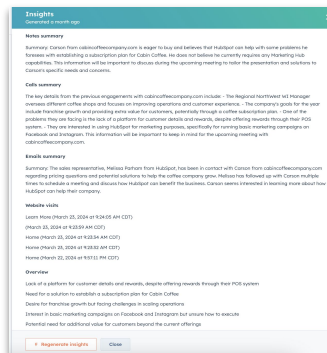 Insights
Generated a month ago
Notes summary
Summary: Carson from cabincoffeecompany.com is eager to buy and believes that HubSpot can help with some problems he
foresees with establishing a subscription plan for Cabin Coffee. He does not believe he currently requires any Marketing Hub
capabilities. This information will be important to discuss during the upcoming meeting to tailor the presentation and solutions to
Carson's specific needs and concerns.
Calls summary
The key details from the previous engagements with cabincoffeecompany.com include: - The Regional NorthWest WI Manager
oversees different coffee shops and focuses on improving operations and customer experience. - The company's goals for the year
include franchise growth and providing extra value for customers, potentially through a coffee subscription plan. - One of the
problems they are facing is the lack of a platform for customer details and rewards, despite offering rewards through their POS
system. - They are interested in using HubSpot for marketing purposes, specifically for running basic marketing campaigns on
Facebook and Instagram. This information will be important to keep in mind for the upcoming meeting with
cabincoffeecompany.com.
Emails summary
Summary: The sales representative, Melissa Parham from HubSpot, has been in contact with Carson from cabincoffeecompany.com
regarding pricing questions and potential solutions to help the coffee company grow. Melissa has followed up with Carson multiple
times to schedule a meeting and discuss how HubSpot can benefit the business. Carson seems interested in learning more about how
HubSpot can help their company.
Website visits
Learn More (March 23, 2024 at 9:24:05 AM CDT)
(March 23, 2024 at 9:23:59 AM CDT)
Home (March 23, 2024 at 9:23:54 AM CDT)
Home (March 23, 2024 at 9:23:52 AM CDT)
Home (March 22, 2024 at 9:57:11 PM CDT)
Overview
Lack of a platform for customer details and rewards, despite offering rewards through their POS system
Need for a solution to establish a subscription plan for Cabin Coffee
Desire for franchise growth but facing challenges in scaling operations
Interest in basic marketing campaigns on Facebook and Instagram but unsure how to execute
Potential need for additional value for customers beyond the current offerings
Regenerate insights
Close